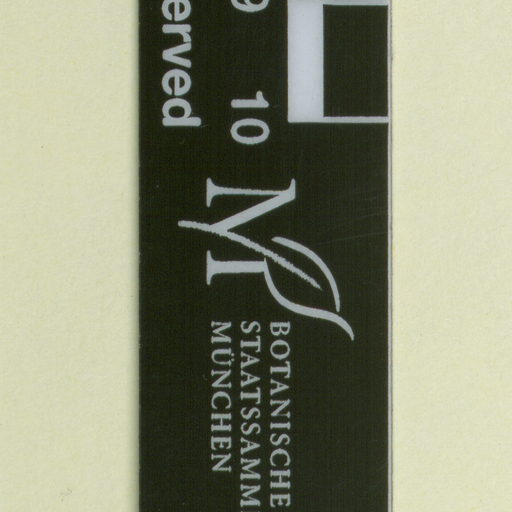 9 10
erved
BOTANISCHE
STAATSSAMM
MÜNCHEN